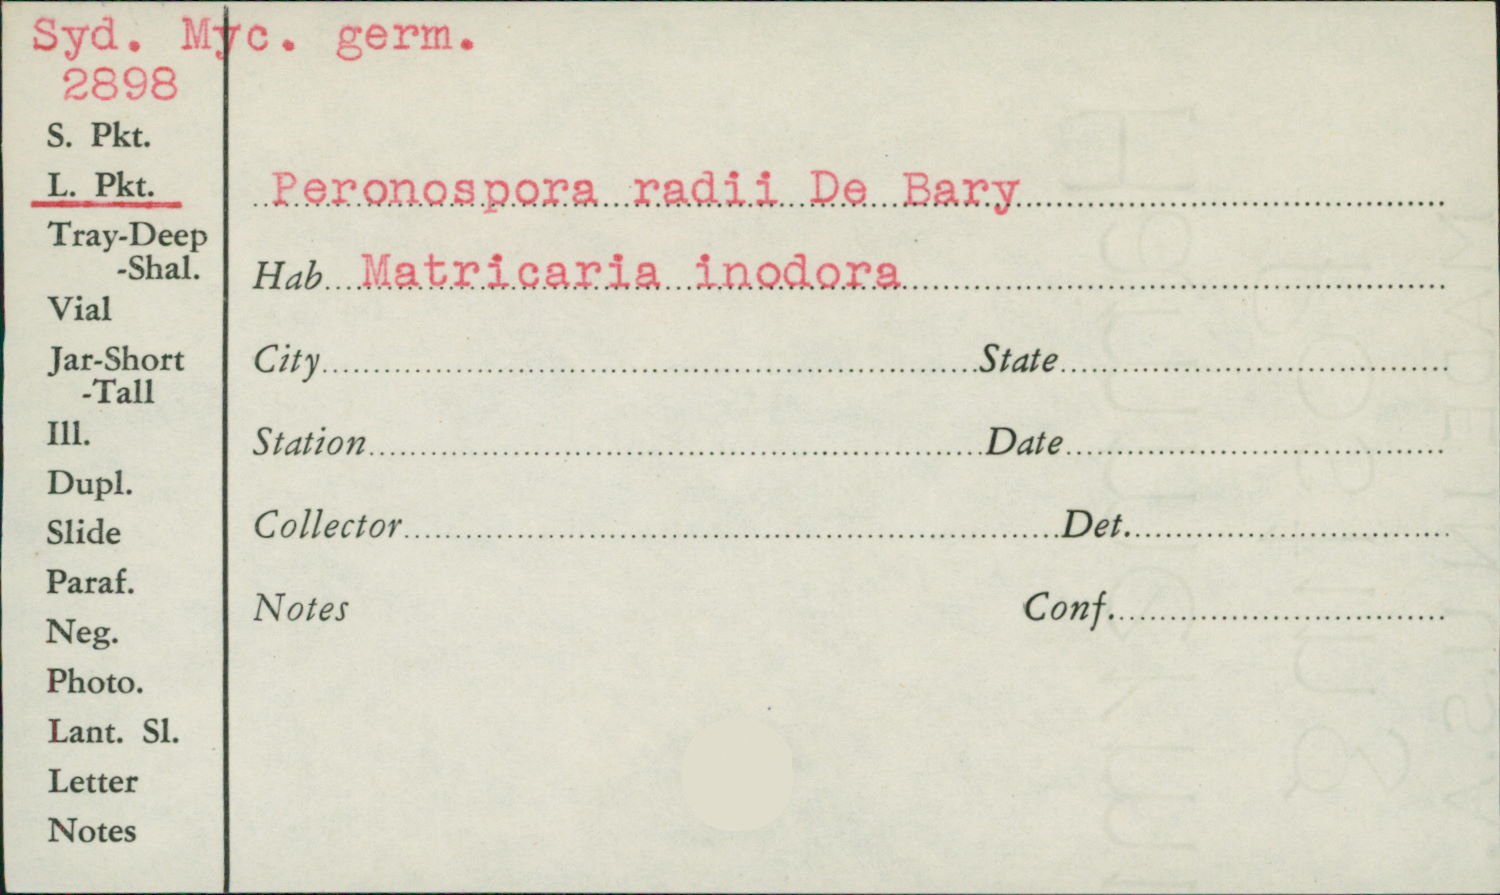 Syd. Myc. germ.
2898
S. Pkt.
L. Pkt.
Tray-Deep
-Shal.
Vial
Jar-Short
-Tall
Ill.
Dupl.
Slide
Paraf.
Neg.
Photo.
Lant. Sl.
Letter
Notes
Peronospora radii De Bary
Hab. Matricaria inodora
City State
Station Date
Collector Det.
Notes Conf.